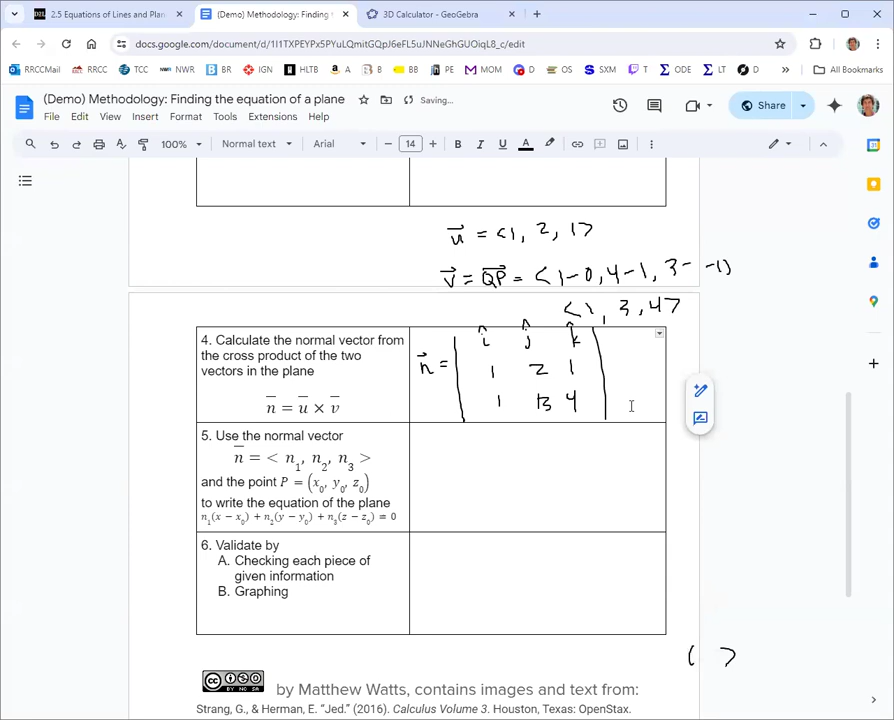 2.5 Equations of Lines and Plan
(Demo) Methodology: Finding
3D Calculator - GeoGebra
docs.google.com/document/d/1I1TXPEYPx5PYuLQmitGQpJ6eFL5uJNNeGhGUOiqL8_c/edit
RRCCMail
RRCC
TCC
NWR
BR
IGN
HLTB
A
B
BB
PE
MOM
D
OS
SXM
T
ODE
LT
D
All Bookmarks
(Demo) Methodology: Finding the equation of a plane
Saving...
Share
File Edit View Insert Format Tools Extensions Help
100% Normal text Arial 14 B I U A
u = <1, 2, 1>
v = QP = <1-0, 4-1, 3- -1>
<1, 3, 4>
4. Calculate the normal vector from
the cross product of the two
vectors in the plane
n = u × v
n = | i j k
1 2 1
1 3 4 |
5. Use the normal vector
n = < n1, n2, n3 >
and the point P = (x0, y0, z0)
to write the equation of the plane
n1(x − x0) + n2(y − y0) + n3(z − z0) = 0
6. Validate by
A. Checking each piece of
given information
B. Graphing
( >
CC BY NC SA
by Matthew Watts, contains images and text from:
Strang, G., & Herman, E. “Jed.” (2016). Calculus Volume 3. Houston, Texas: OpenStax.